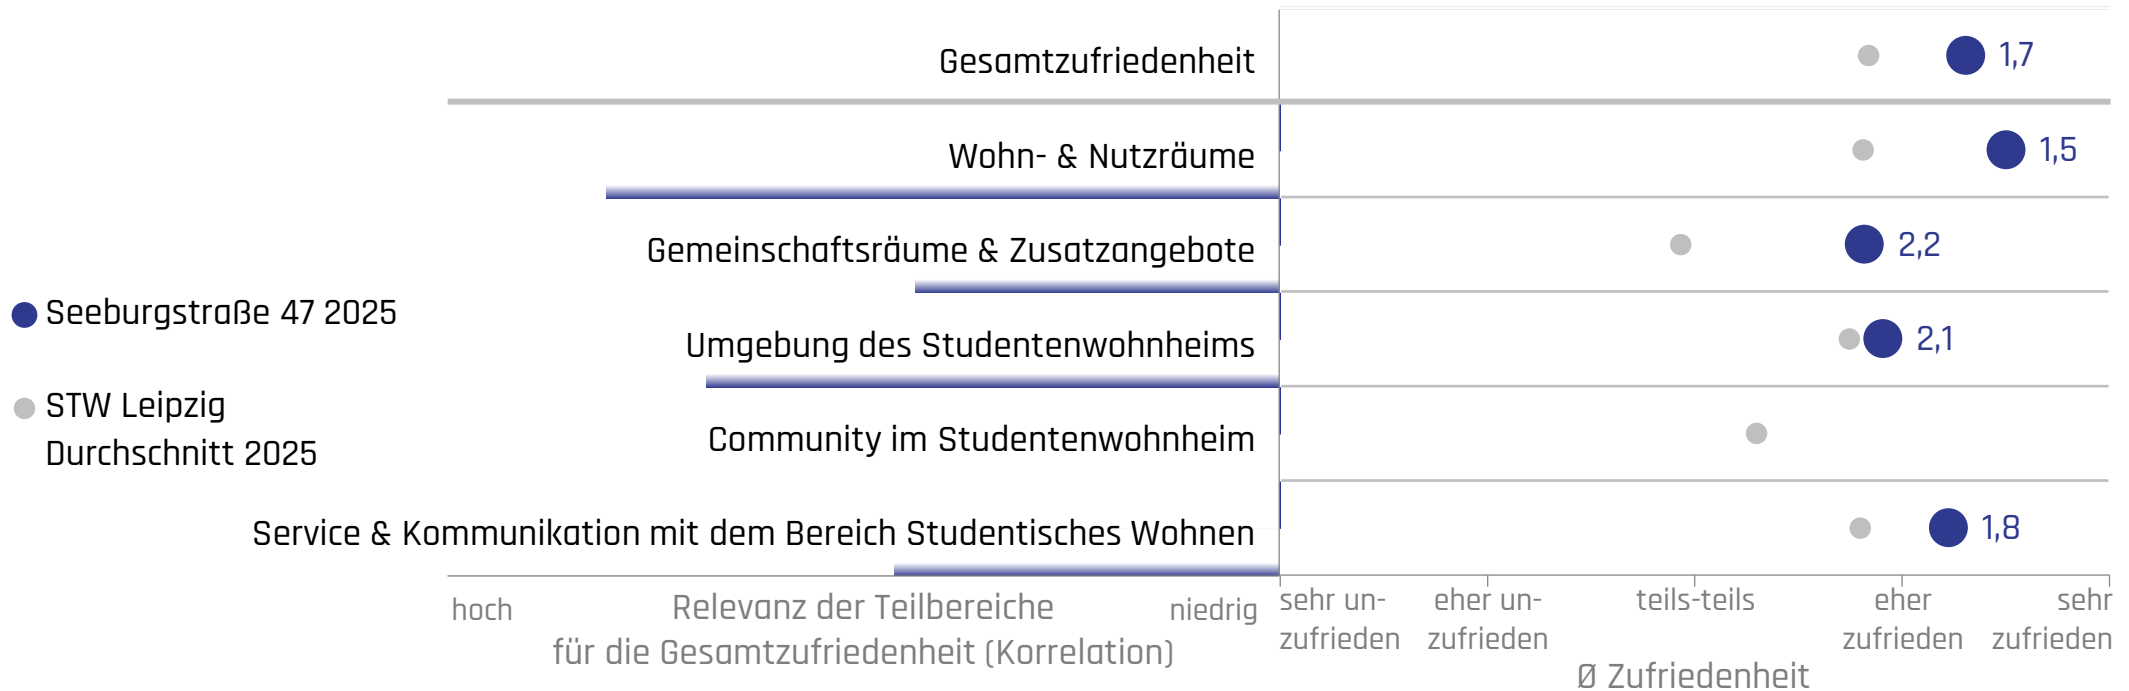 Gesamtzufriedenheit
1,7
Wohn- & Nutzräume
1,5
Gemeinschaftsräume & Zusatzangebote
2,2
Seeburgstraße 47 2025
Umgebung des Studentenwohnheims
2,1
STW Leipzig
Durchschnitt 2025
Community im Studentenwohnheim
Service & Kommunikation mit dem Bereich Studentisches Wohnen
1,8
hoch
Relevanz der Teilbereiche
für die Gesamtzufriedenheit (Korrelation)
niedrig
sehr un-
zufrieden
eher un-
zufrieden
teils-teils
eher
zufrieden
sehr
zufrieden
Ø Zufriedenheit